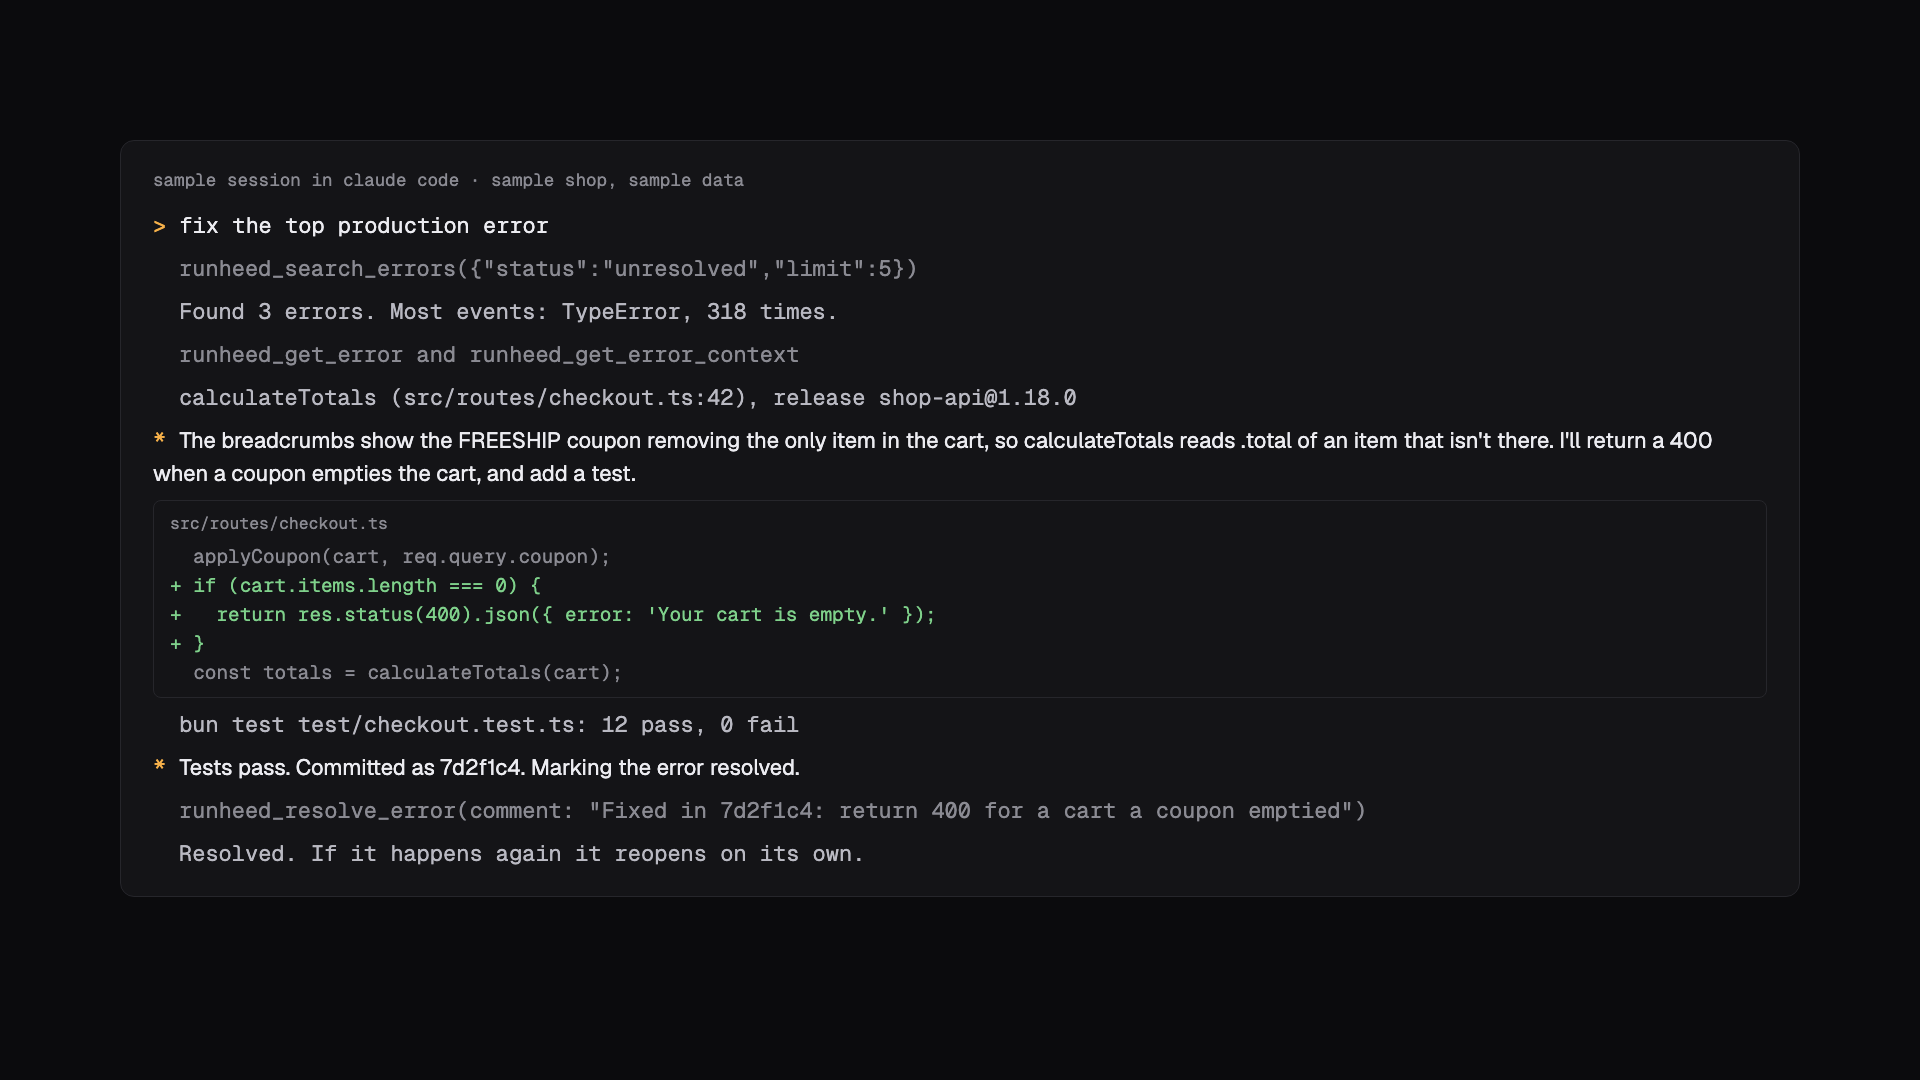 sample session in claude code · sample shop, sample data
> fix the top production error
runheed_search_errors({"status":"unresolved","limit":5})
Found 3 errors. Most events: TypeError, 318 times.
runheed_get_error and runheed_get_error_context
calculateTotals (src/routes/checkout.ts:42), release shop-api@1.18.0
* The breadcrumbs show the FREESHIP coupon removing the only item in the cart, so calculateTotals reads .total of an item that isn't there. I'll return a 400
when a coupon empties the cart, and add a test.
src/routes/checkout.ts
  applyCoupon(cart, req.query.coupon);
+ if (cart.items.length === 0) {
+   return res.status(400).json({ error: 'Your cart is empty.' });
+ }
  const totals = calculateTotals(cart);
bun test test/checkout.test.ts: 12 pass, 0 fail
* Tests pass. Committed as 7d2f1c4. Marking the error resolved.
runheed_resolve_error(comment: "Fixed in 7d2f1c4: return 400 for a cart a coupon emptied")
Resolved. If it happens again it reopens on its own.